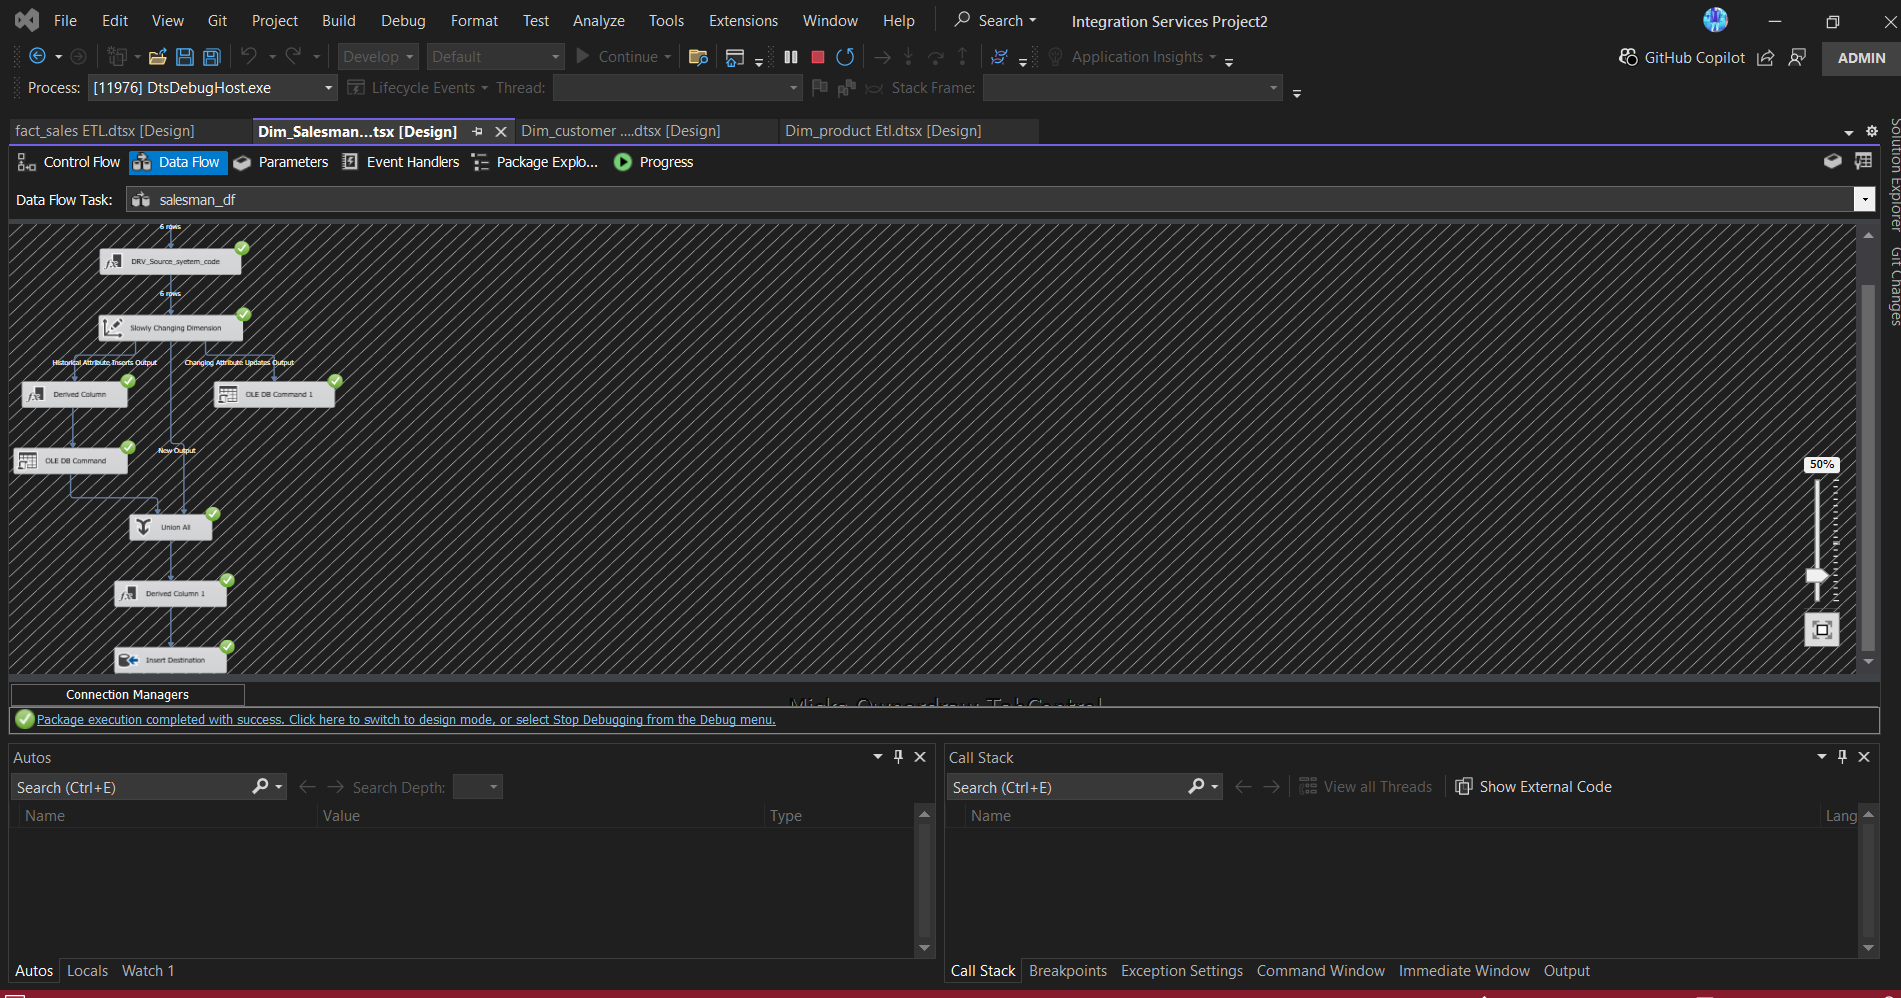 File Edit View Git Project Build Debug Format Test Analyze Tools Extensions Window Help Search Integration Services Project2
Develop Default Continue Application Insights GitHub Copilot ADMIN
Process: [11976] DtsDebugHost.exe Lifecycle Events Thread: Stack Frame:
fact_sales ETL.dtsx [Design] Dim_Salesman...tsx [Design] Dim_customer ....dtsx [Design] Dim_product Etl.dtsx [Design]
Control Flow Data Flow Parameters Event Handlers Package Explo... Progress
Data Flow Task: salesman_df
Solution Explorer
Git Changes
6 rows
DRV_Source_syetem_code
6 rows
Slowly Changing Dimension
Historical Attribute Inserts Output Changing Attribute Updates Output
Derived Column OLE DB Command 1
New Output
OLE DB Command
50%
Union All
Derived Column 1
Insert Destination
Connection Managers
Package execution completed with success. Click here to switch to design mode, or select Stop Debugging from the Debug menu.
Autos
Search (Ctrl+E) Search Depth:
Name Value Type
Autos Locals Watch 1
Call Stack
Search (Ctrl+E) View all Threads Show External Code
Name Lang
Call Stack Breakpoints Exception Settings Command Window Immediate Window Output